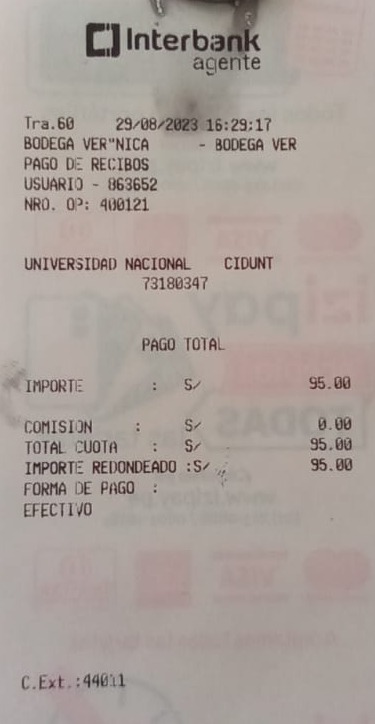 Interbank
agente
Tra.60 29/08/2023 16:29:17
BODEGA VER"NICA - BODEGA VER
PAGO DE RECIBOS
USUARIO - 863652
NRO. OP: 400121
UNIVERSIDAD NACIONAL CIDUNT
73180347
PAGO TOTAL
IMPORTE : S/ 95.00
COMISION : S/ 0.00
TOTAL CUOTA : S/ 95.00
IMPORTE REDONDEADO :S/ 95.00
FORMA DE PAGO :
EFECTIVO
C.Ext.:44011